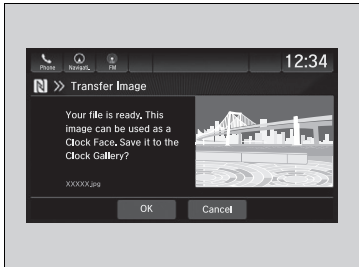 Phone Navigati.. FM 12:34
Transfer Image
Your file is ready. This
image can be used as a
Clock Face. Save it to the
Clock Gallery?
XXXXX.jpg
OK Cancel